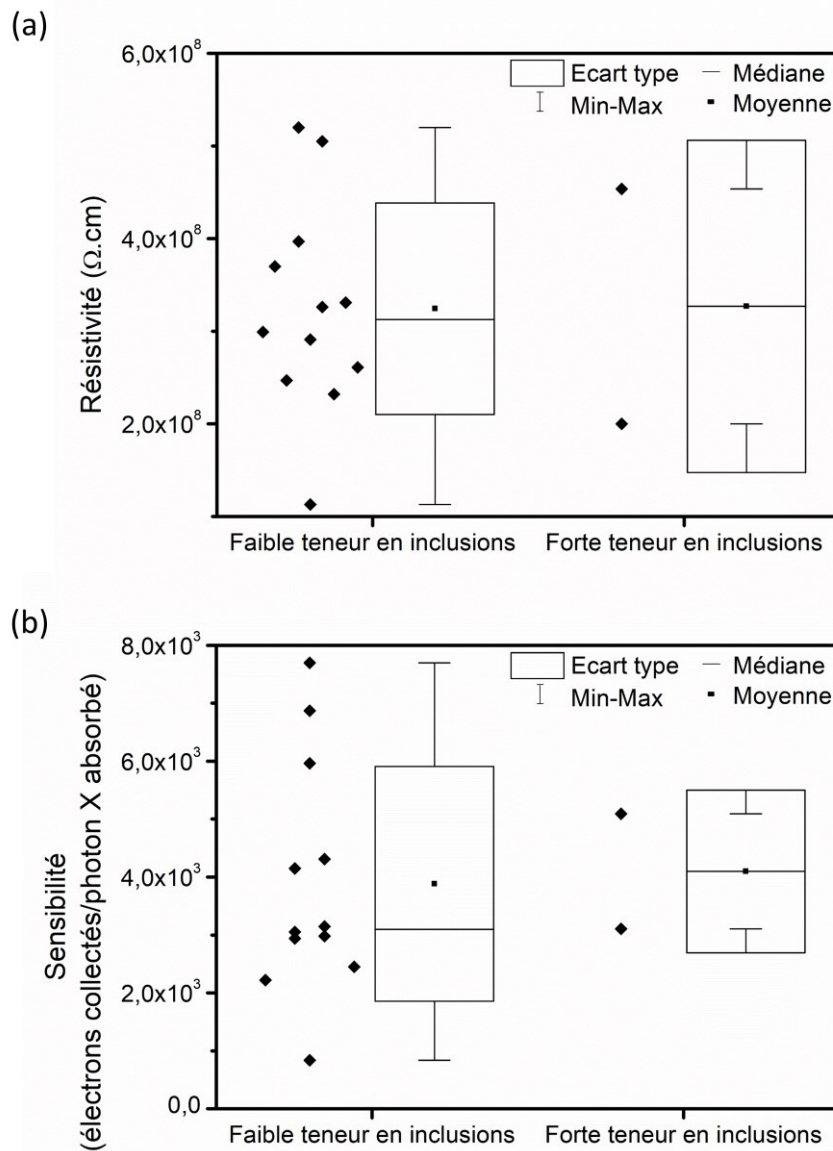 (a)
6,0x10⁸
4,0x10⁸
2,0x10⁸
Résistivité (Ω.cm)
Ecart type
Médiane
Min-Max
Moyenne
Faible teneur en inclusions
Forte teneur en inclusions
(b)
8,0x10³
6,0x10³
4,0x10³
2,0x10³
0,0
Sensibilité
(électrons collectés/photon X absorbé)
Ecart type
Médiane
Min-Max
Moyenne
Faible teneur en inclusions
Forte teneur en inclusions